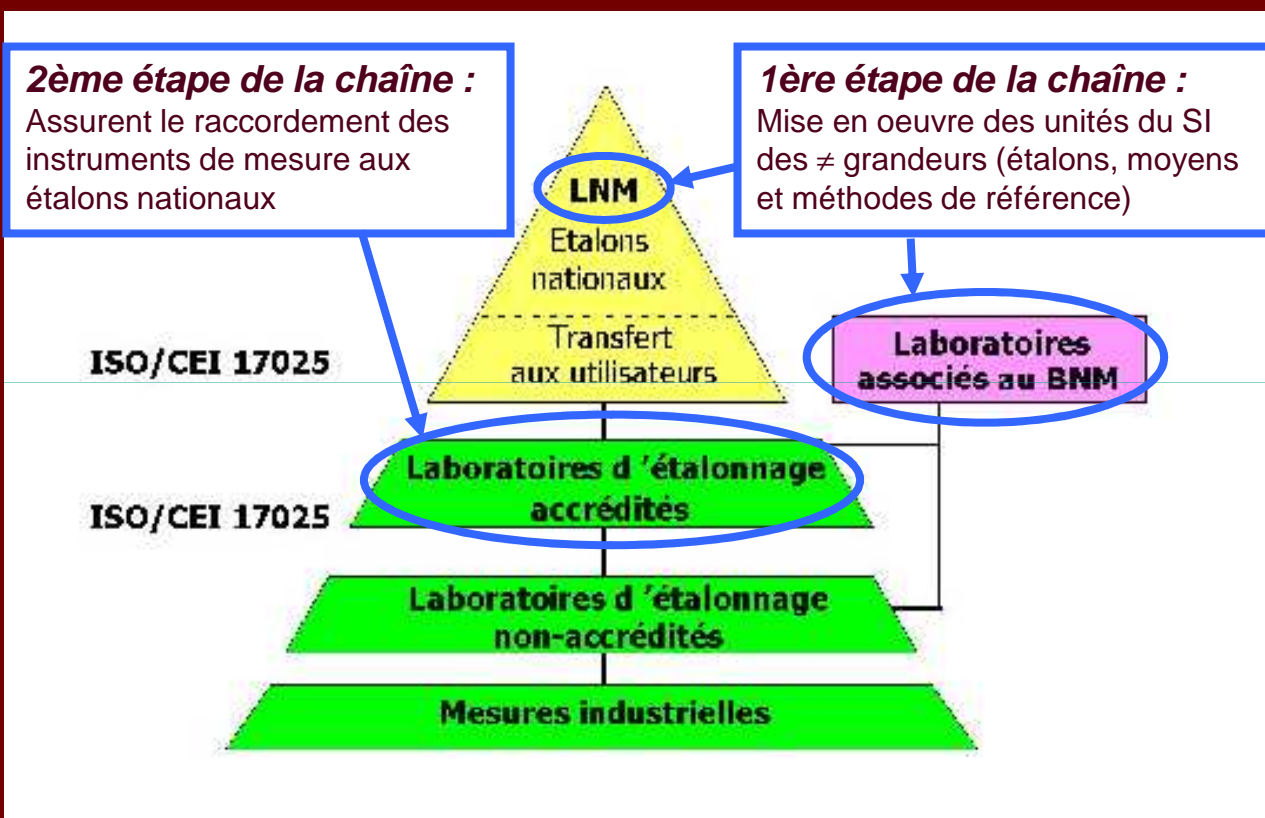 2ème étape de la chaîne :
Assurent le raccordement des
instruments de mesure aux
étalons nationaux
1ère étape de la chaîne :
Mise en oeuvre des unités du SI
des ≠ grandeurs (étalons, moyens
et méthodes de référence)
LNM
Etalons
nationaux
Transfert
aux utilisateurs
ISO/CEI 17025
Laboratoires
associés au BNM
Laboratoires d ’étalonnage
accrédités
ISO/CEI 17025
Laboratoires d ’étalonnage
non-accrédités
Mesures industrielles